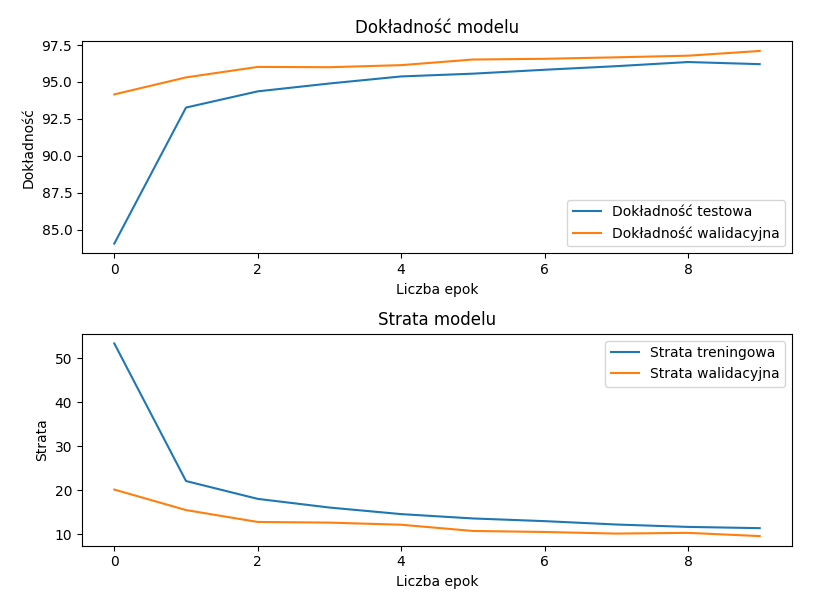 Dokładność modelu
Dokładność
97.5
95.0
92.5
90.0
87.5
85.0
0
2
4
6
8
Liczba epok
Dokładność testowa
Dokładność walidacyjna
Strata modelu
Strata
50
40
30
20
10
0
2
4
6
8
Liczba epok
Strata treningowa
Strata walidacyjna